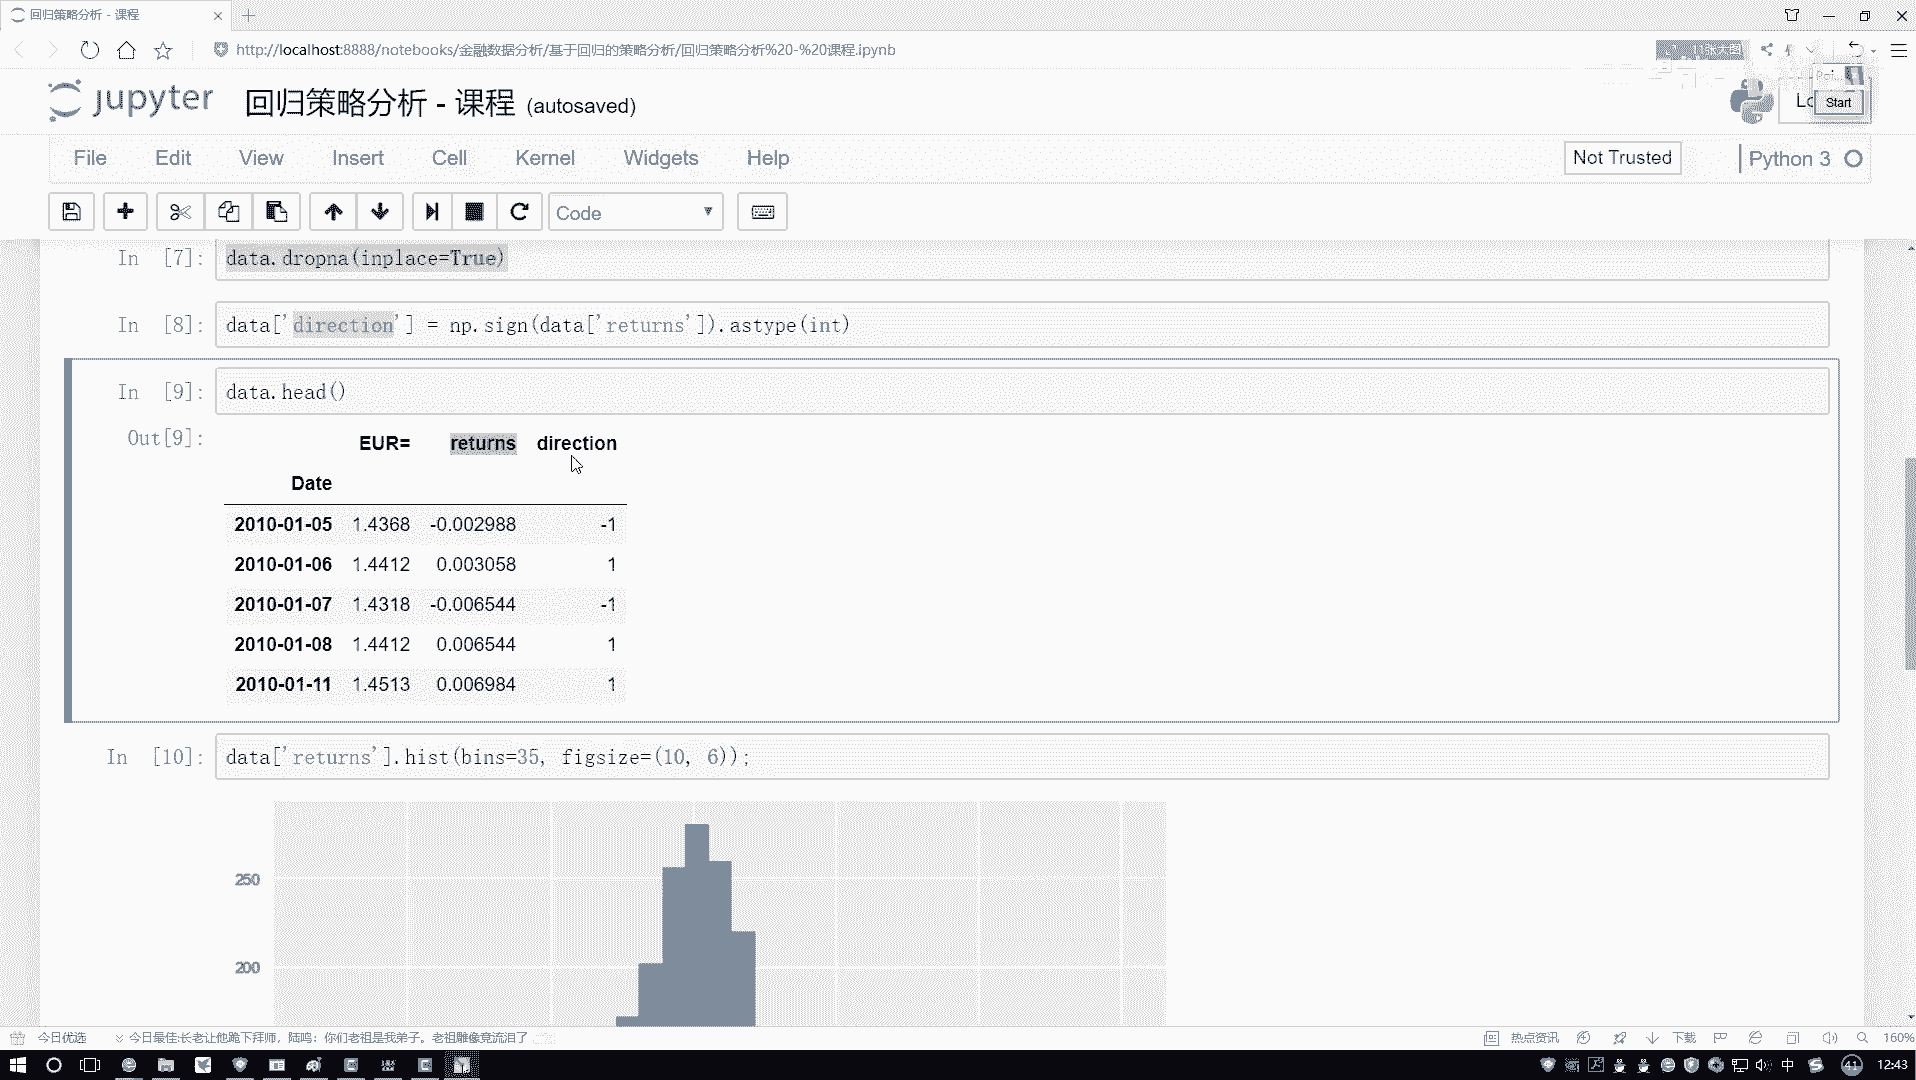 回归策略分析 - 课程
http://localhost:8888/notebooks/金融数据分析/基于回归的策略分析/回归策略分析%20-%20课程.ipynb
jupyter 回归策略分析 - 课程 (autosaved)
Start
File Edit View Insert Cell Kernel Widgets Help
Not Trusted
Python 3
Code
In [7]: data.dropna(inplace=True)
In [8]: data['direction'] = np.sign(data['returns']).astype(int)
In [9]: data.head()
Out[9]:
EUR= returns direction
Date
2010-01-05 1.4368 -0.002988 -1
2010-01-06 1.4412 0.003058 1
2010-01-07 1.4318 -0.006544 -1
2010-01-08 1.4412 0.006544 1
2010-01-11 1.4513 0.006984 1
In [10]: data['returns'].hist(bins=35, figsize=(10, 6));
250
200
今日优选 今日最佳:长老让他跪下拜师，陆鸣：你们老祖是我弟子。老祖雕像竟流泪了
热点资讯 下载 160%
中 41 12:43